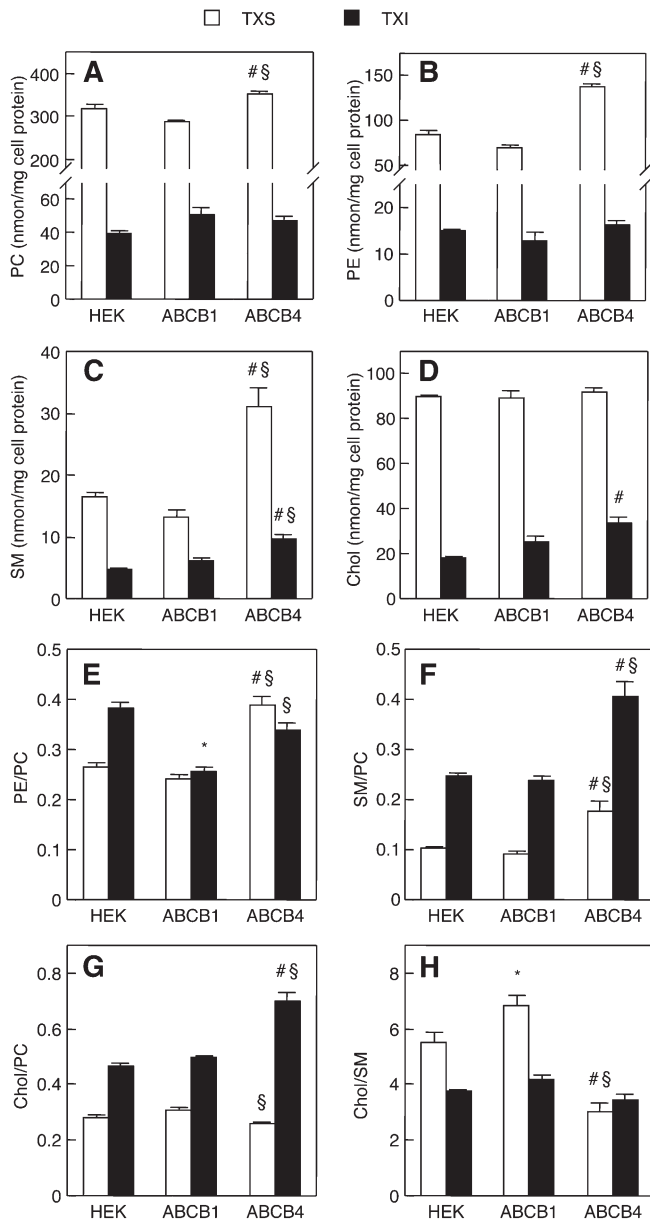 TXS TXI
A
PC (nmon/mg cell protein)
400
300
200
60
40
20
0
# §
HEK ABCB1 ABCB4
B
PE (nmon/mg cell protein)
150
100
50
20
10
0
# §
HEK ABCB1 ABCB4
C
SM (nmon/mg cell protein)
40
30
20
10
0
# §
# §
HEK ABCB1 ABCB4
D
Chol (nmon/mg cell protein)
100
80
60
40
20
0
#
HEK ABCB1 ABCB4
E
PE/PC
0.5
0.4
0.3
0.2
0.1
0
*
# §
§
HEK ABCB1 ABCB4
F
SM/PC
0.5
0.4
0.3
0.2
0.1
0
# §
# §
HEK ABCB1 ABCB4
G
Chol/PC
0.8
0.6
0.4
0.2
0
§
# §
HEK ABCB1 ABCB4
H
Chol/SM
8
6
4
2
0
*
# §
HEK ABCB1 ABCB4